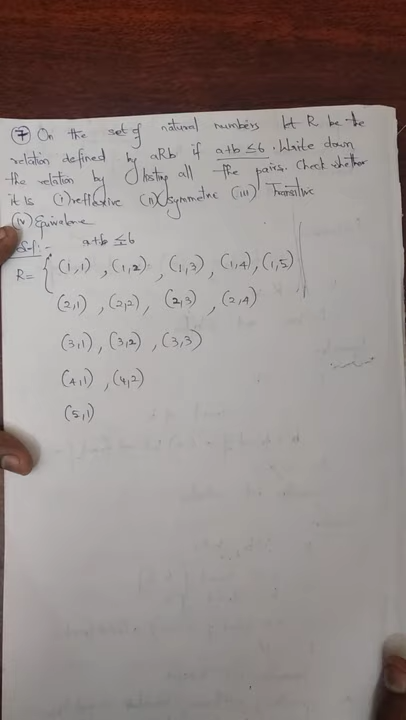 7 On the set of natural numbers let R be the
relation defined by aRb if a+b ≤ 6. Write down
the relation by listing all the pairs. Check whether
it is (i) reflexive (ii) symmetric (iii) Transitive
(iv) Equivalence
Sol:- a+b ≤ 6
R = { (1,1) , (1,2) , (1,3) , (1,4) , (1,5)
(2,1) , (2,2) , (2,3) , (2,4)
(3,1) , (3,2) , (3,3)
(4,1) , (4,2)
(5,1)